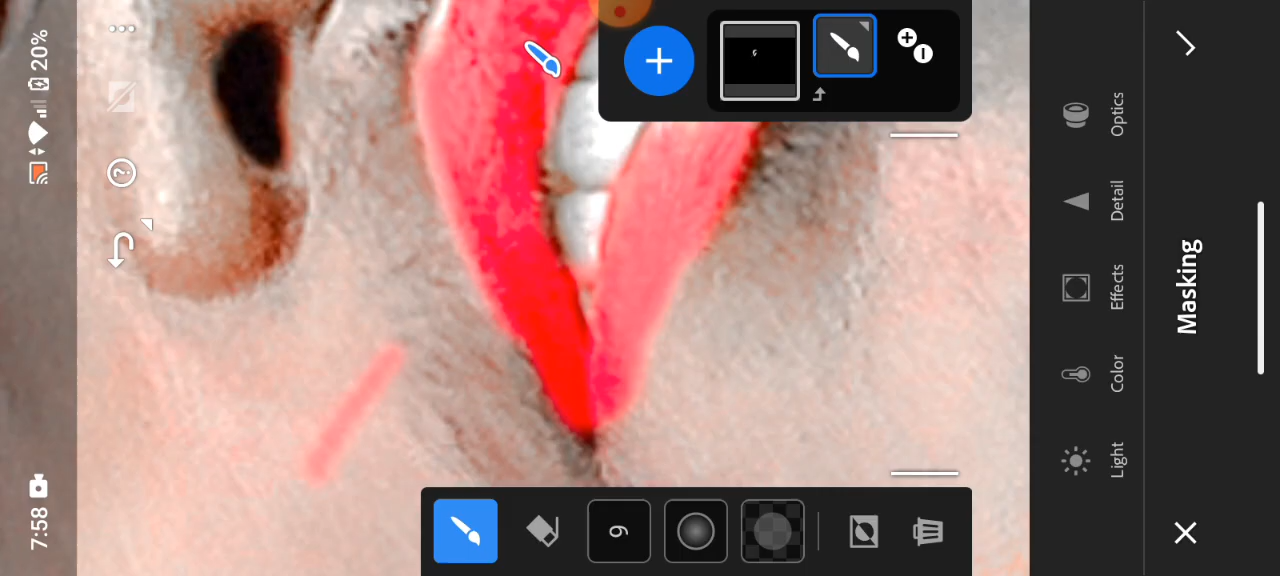 7:58
20%
9
Light
Color
Effects
Detail
Optics
Masking